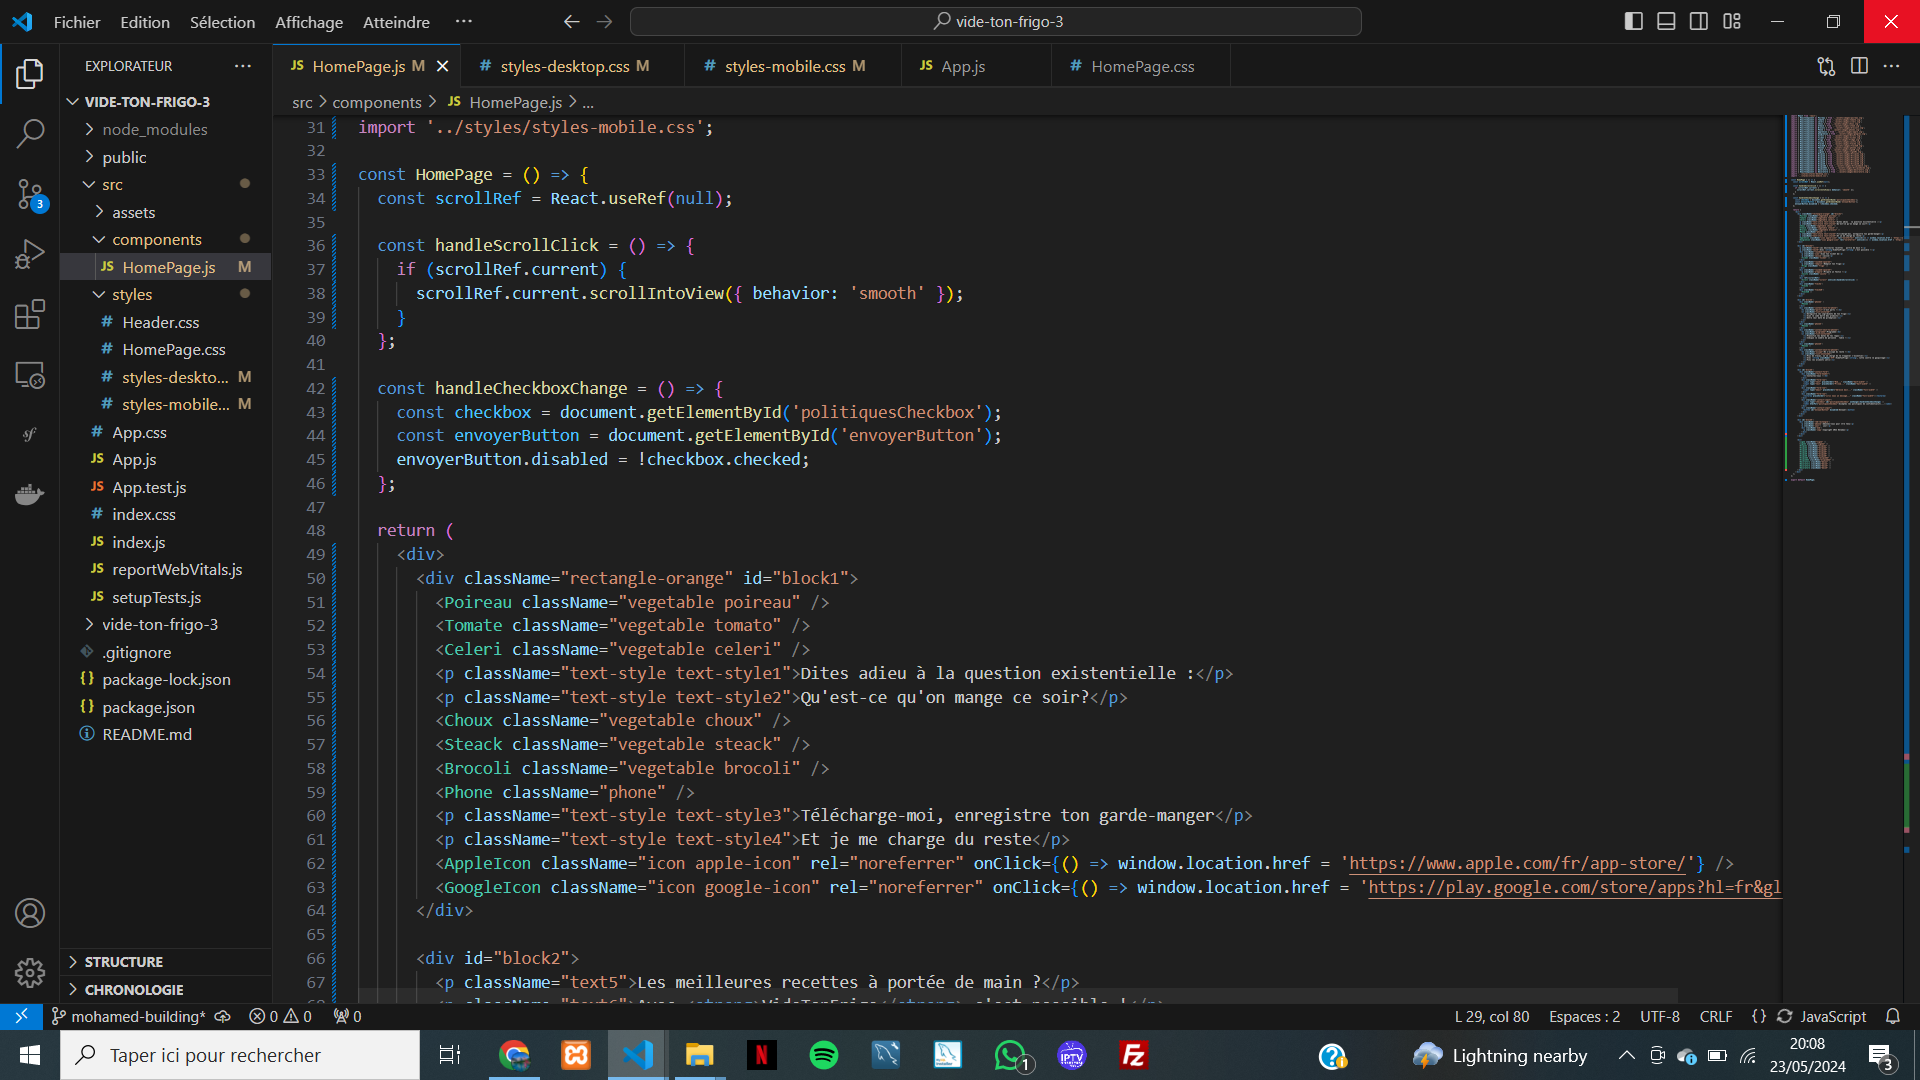 Fichier Edition Sélection Affichage Atteindre ··· vide-ton-frigo-3
EXPLORATEUR ···
VIDE-TON-FRIGO-3
node_modules
public
src
assets
components
JS HomePage.js M
styles
# Header.css
# HomePage.css
# styles-deskto... M
# styles-mobile... M
# App.css
JS App.js
JS App.test.js
# index.css
JS index.js
JS reportWebVitals.js
JS setupTests.js
vide-ton-frigo-3
.gitignore
{} package-lock.json
{} package.json
README.md
STRUCTURE
CHRONOLOGIE
3
JS HomePage.js M # styles-desktop.css M # styles-mobile.css M JS App.js # HomePage.css
src > components > JS HomePage.js > ...
31 import '../styles/styles-mobile.css';
32
33 const HomePage = () => {
34 const scrollRef = React.useRef(null);
35
36 const handleScrollClick = () => {
37 if (scrollRef.current) {
38 scrollRef.current.scrollIntoView({ behavior: 'smooth' });
39 }
40 };
41
42 const handleCheckboxChange = () => {
43 const checkbox = document.getElementById('politiquesCheckbox');
44 const envoyerButton = document.getElementById('envoyerButton');
45 envoyerButton.disabled = !checkbox.checked;
46 };
47
48 return (
49 <div>
50 <div className="rectangle-orange" id="block1">
51 <Poireau className="vegetable poireau" />
52 <Tomate className="vegetable tomato" />
53 <Celeri className="vegetable celeri" />
54 <p className="text-style text-style1">Dites adieu à la question existentielle :</p>
55 <p className="text-style text-style2">Qu'est-ce qu'on mange ce soir?</p>
56 <Choux className="vegetable choux" />
57 <Steack className="vegetable steack" />
58 <Brocoli className="vegetable brocoli" />
59 <Phone className="phone" />
60 <p className="text-style text-style3">Télécharge-moi, enregistre ton garde-manger</p>
61 <p className="text-style text-style4">Et je me charge du reste</p>
62 <AppleIcon className="icon apple-icon" rel="noreferrer" onClick={() => window.location.href = 'https://www.apple.com/fr/app-store/'} />
63 <GoogleIcon className="icon google-icon" rel="noreferrer" onClick={() => window.location.href = 'https://play.google.com/store/apps?hl=fr&gl
64 </div>
65
66 <div id="block2">
67 <p className="text5">Les meilleures recettes à portée de main ?</p>
mohamed-building* 0 0 0 L 29, col 80 Espaces : 2 UTF-8 CRLF {} JavaScript
Taper ici pour rechercher
N
1
IPTV
Fz
Lightning nearby
20:08
23/05/2024
3